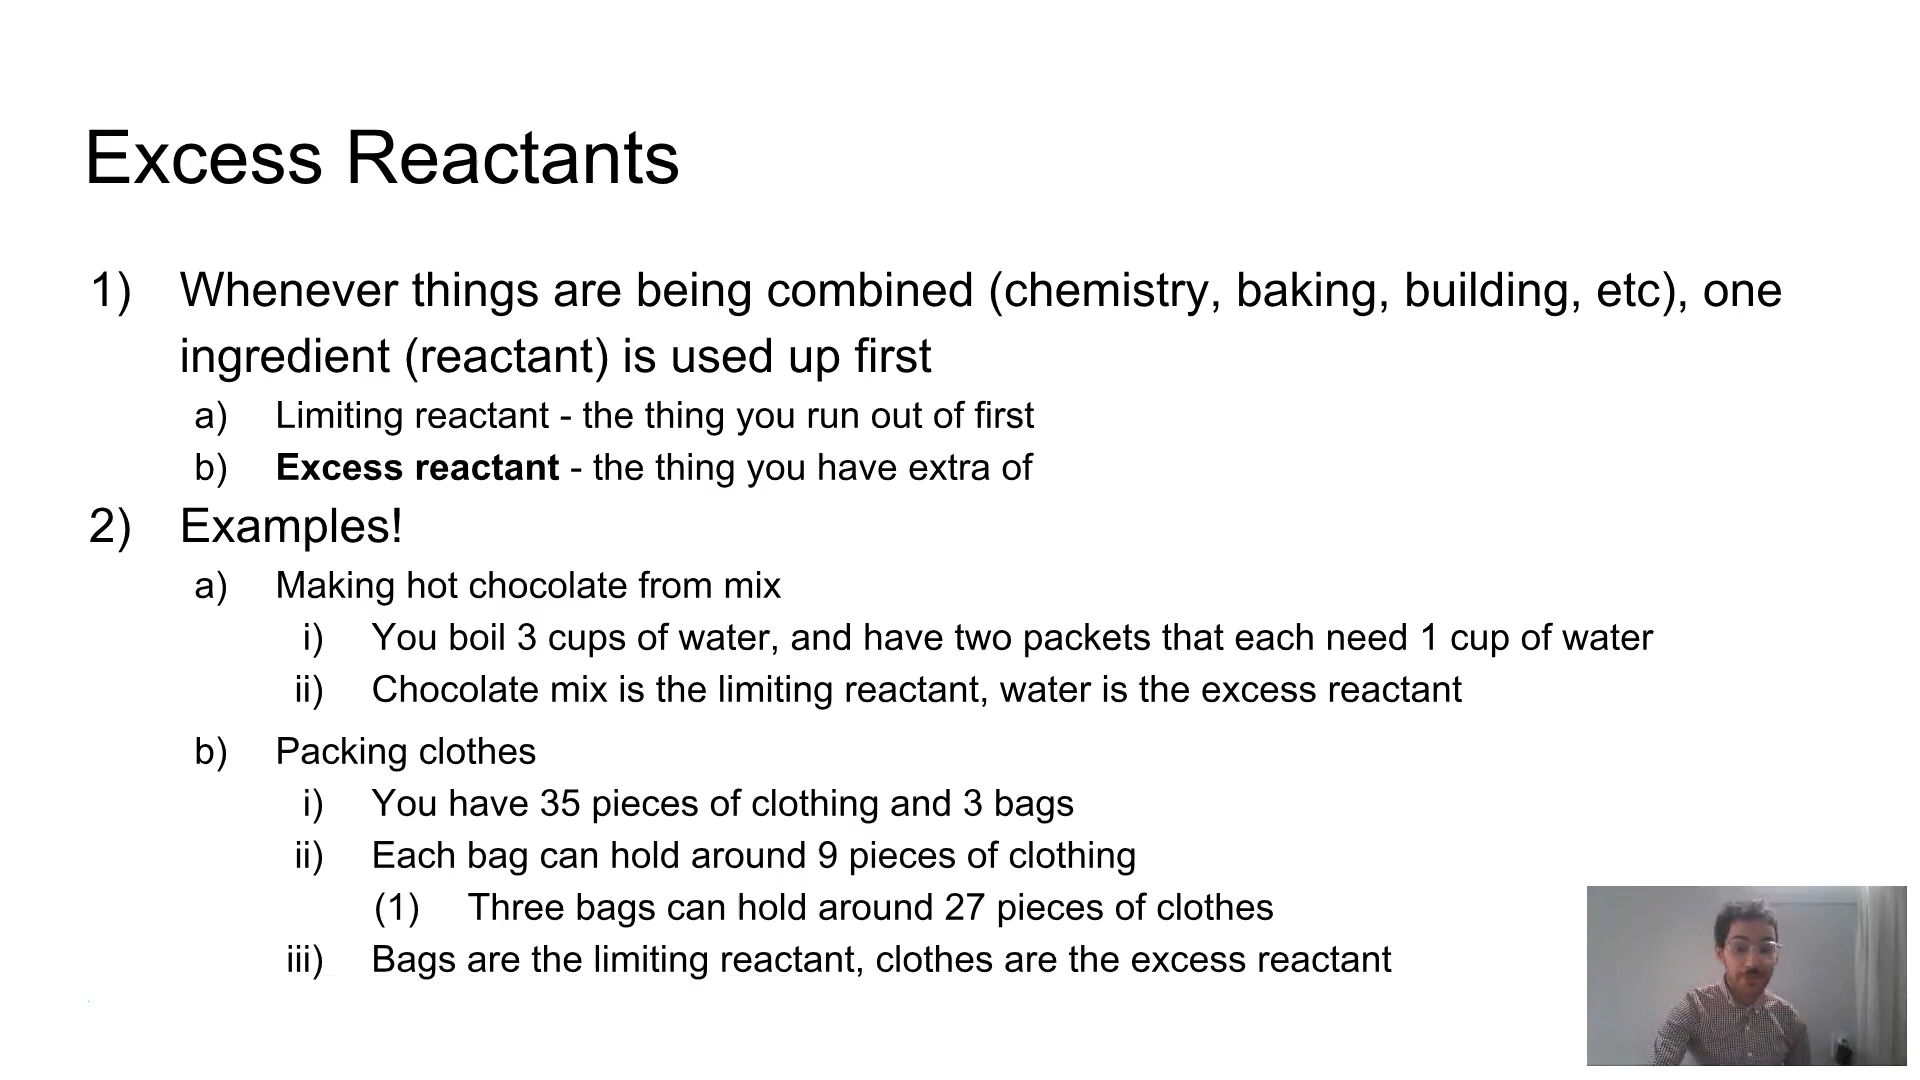 Excess Reactants
1) Whenever things are being combined (chemistry, baking, building, etc), one
ingredient (reactant) is used up first
a) Limiting reactant - the thing you run out of first
b) Excess reactant - the thing you have extra of
2) Examples!
a) Making hot chocolate from mix
i) You boil 3 cups of water, and have two packets that each need 1 cup of water
ii) Chocolate mix is the limiting reactant, water is the excess reactant
b) Packing clothes
i) You have 35 pieces of clothing and 3 bags
ii) Each bag can hold around 9 pieces of clothing
(1) Three bags can hold around 27 pieces of clothes
iii) Bags are the limiting reactant, clothes are the excess reactant